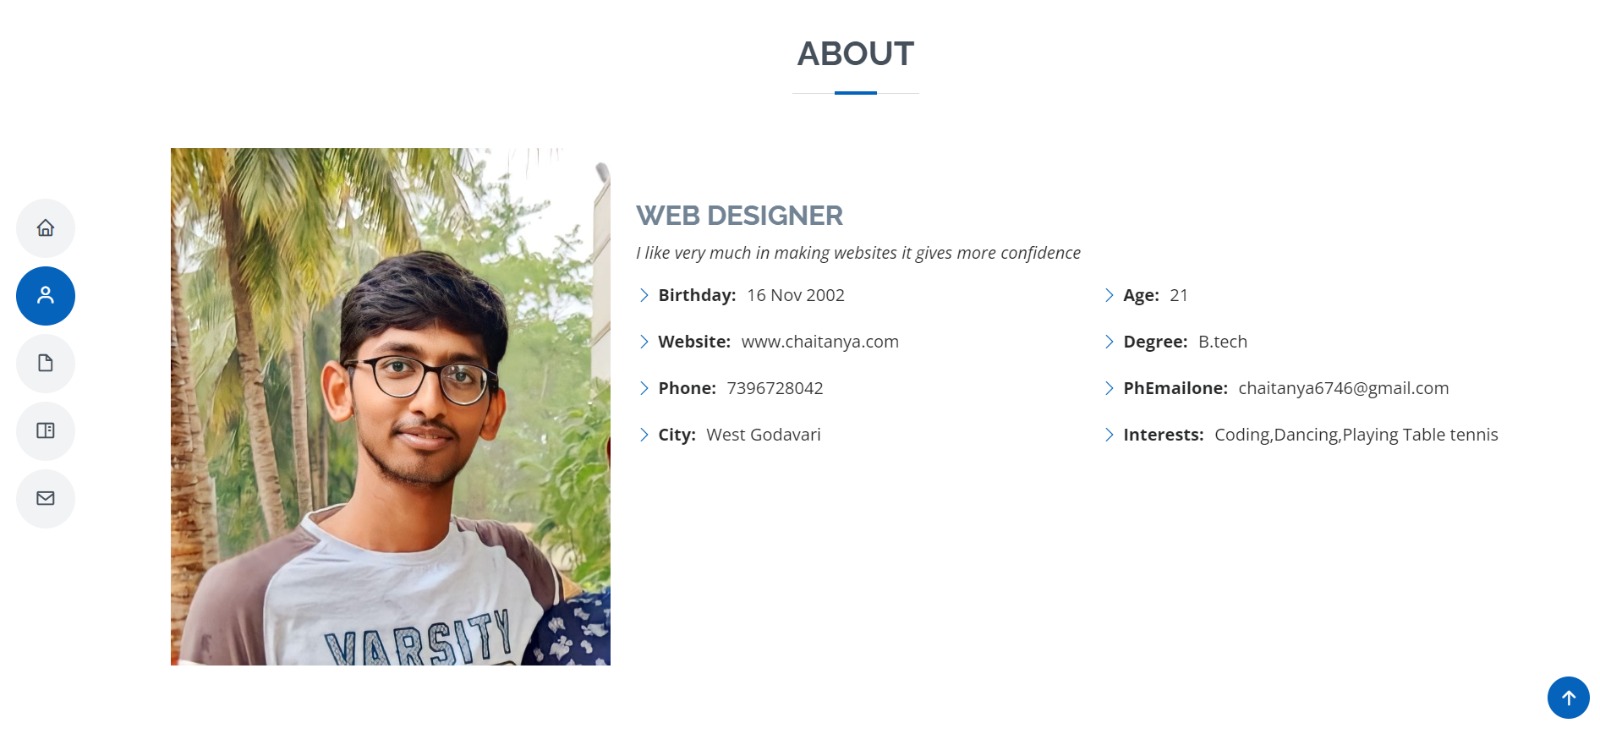 ABOUT
WEB DESIGNER
I like very much in making websites it gives more confidence
Birthday: 16 Nov 2002
Age: 21
Website: www.chaitanya.com
Degree: B.tech
Phone: 7396728042
PhEmailone: chaitanya6746@gmail.com
City: West Godavari
Interests: Coding,Dancing,Playing Table tennis
VARSITY